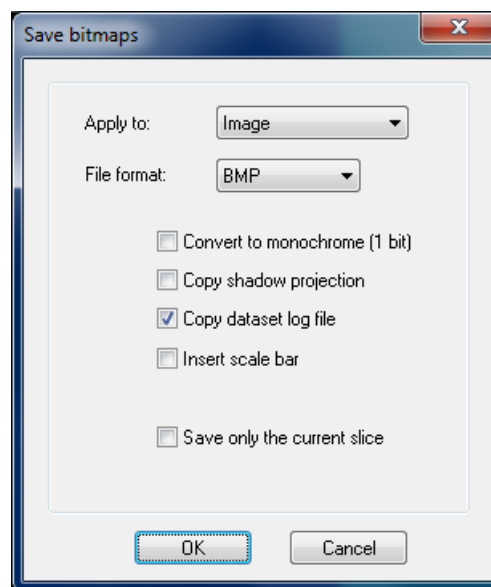 Save bitmaps
Apply to: Image
File format: BMP
Convert to monochrome (1 bit)
Copy shadow projection
Copy dataset log file
Insert scale bar
Save only the current slice
OK Cancel